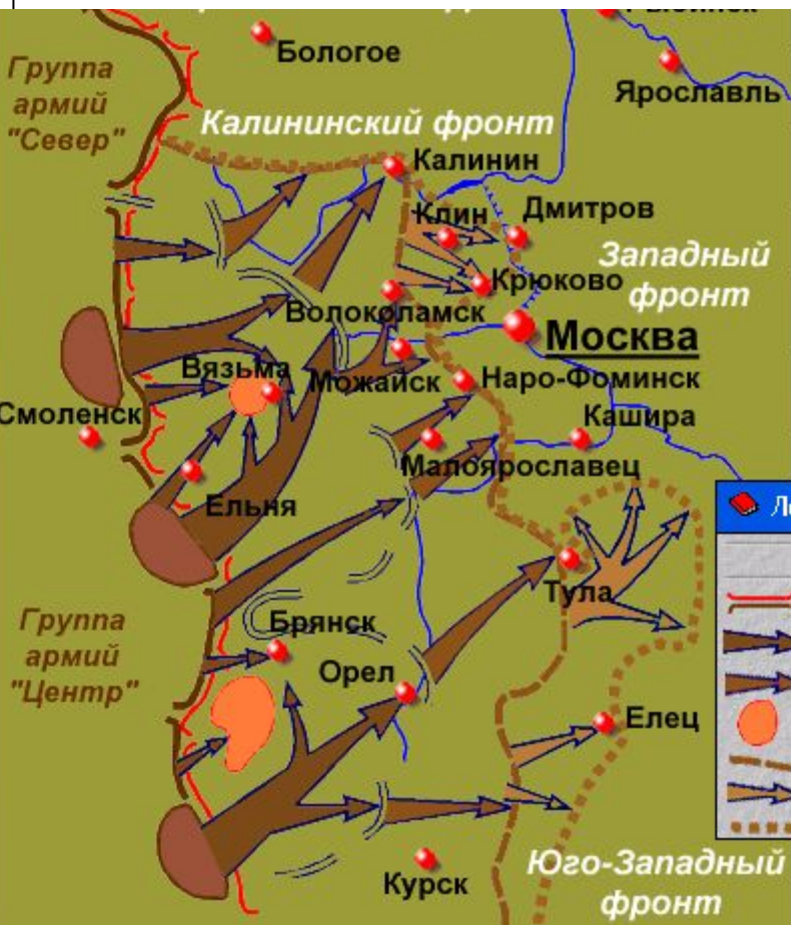 Рыбинск
Бологое
Ярославль
Группа
армий
"Север"
Калининский фронт
Калинин
Клин
Дмитров
Западный
фронт
Крюково
Волоколамск
Москва
Вязьма
Можайск
Наро-Фоминск
Смоленск
Кашира
Малоярославец
Ельня
Тула
Группа
армий
"Центр"
Брянск
Орел
Елец
Юго-Западный
фронт
Курск